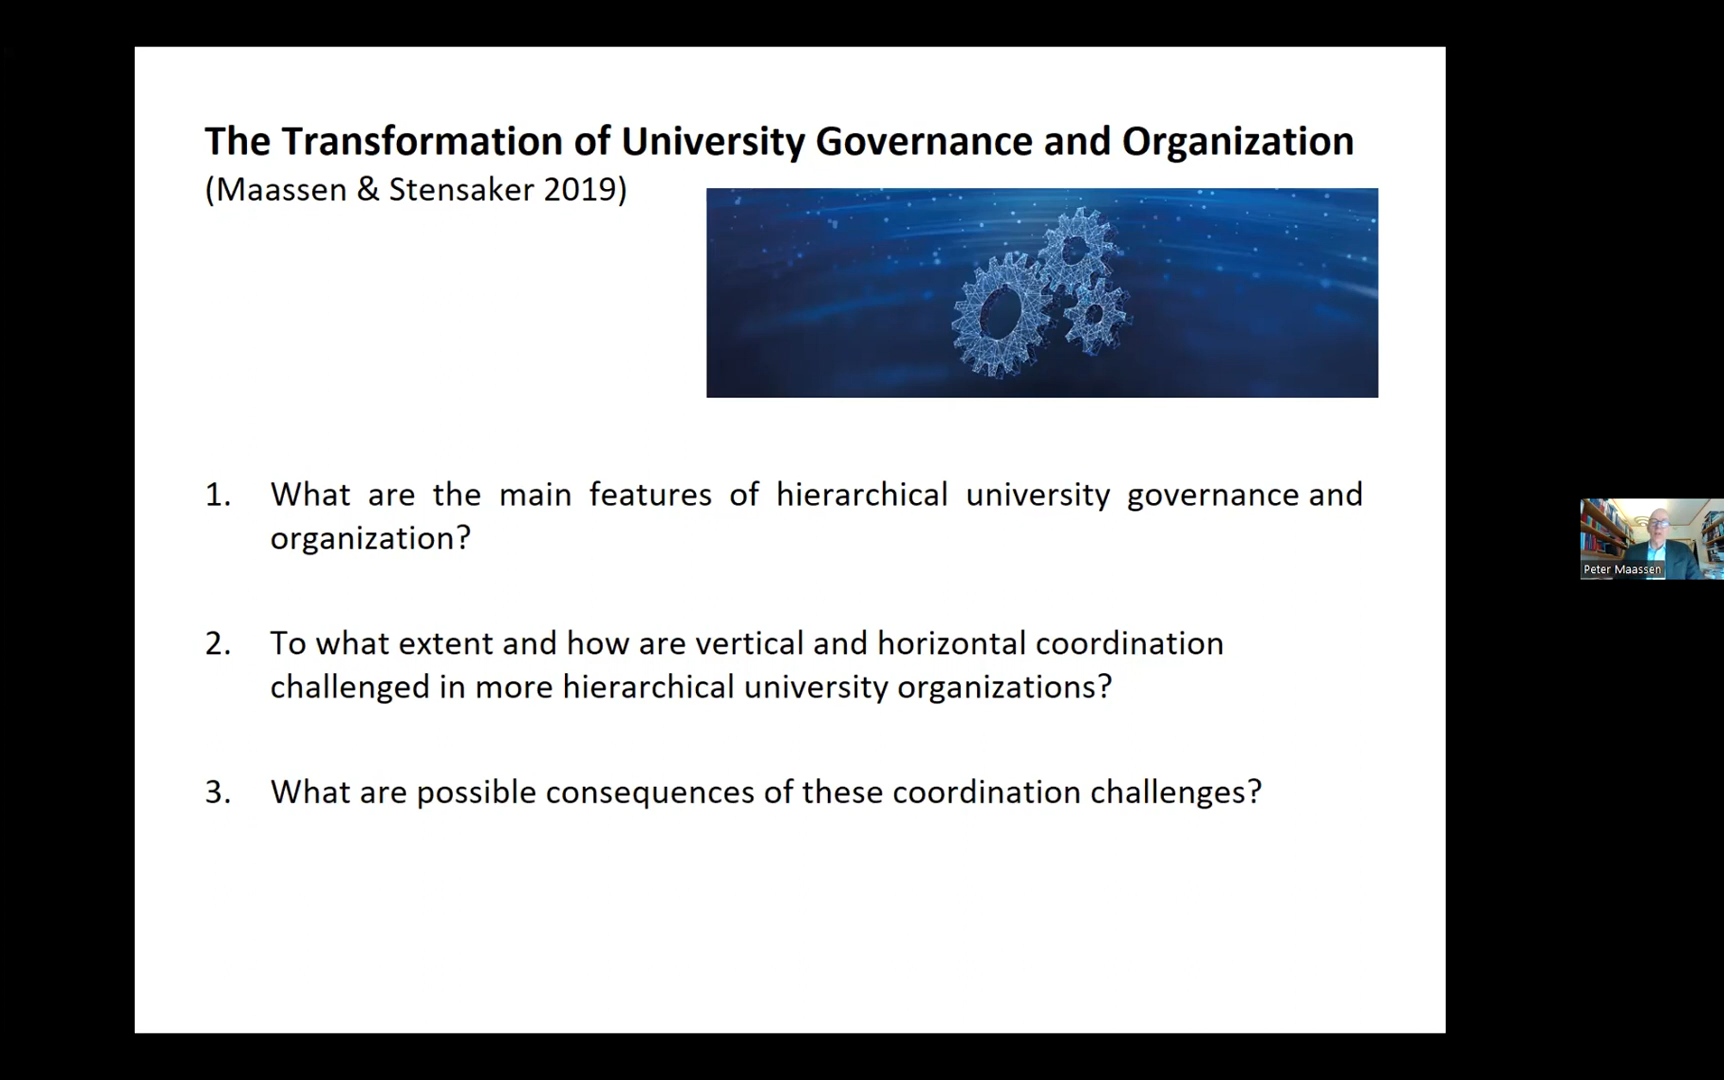 The Transformation of University Governance and Organization
(Maassen & Stensaker 2019)
1. What are the main features of hierarchical university governance and
organization?
2. To what extent and how are vertical and horizontal coordination
challenged in more hierarchical university organizations?
3. What are possible consequences of these coordination challenges?
Peter Maassen